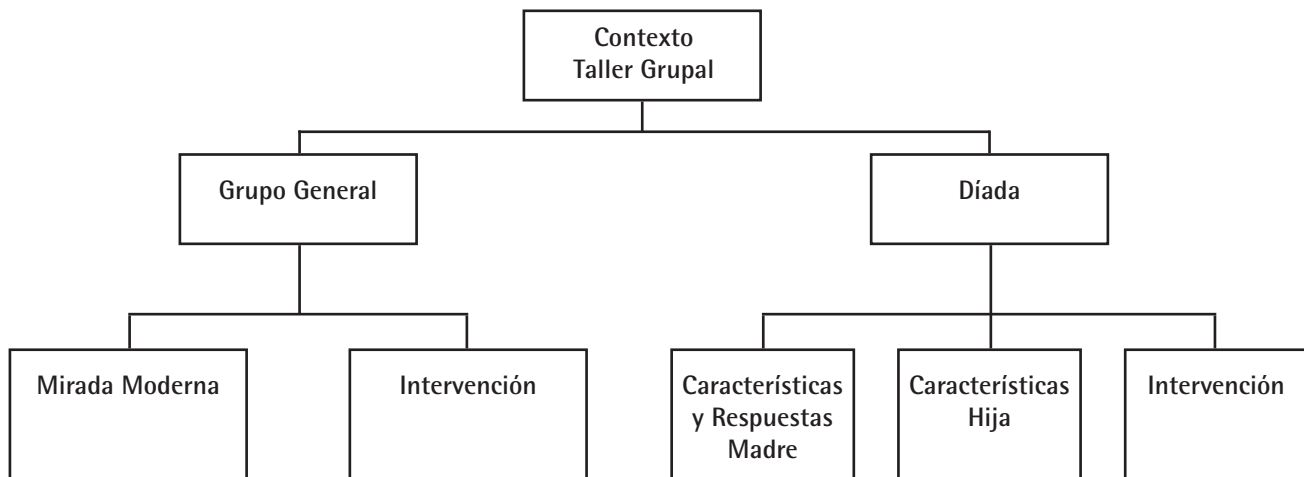 Contexto
Taller Grupal
Grupo General
Díada
Mirada Moderna
Intervención
Características
y Respuestas
Madre
Características
Hija
Intervención